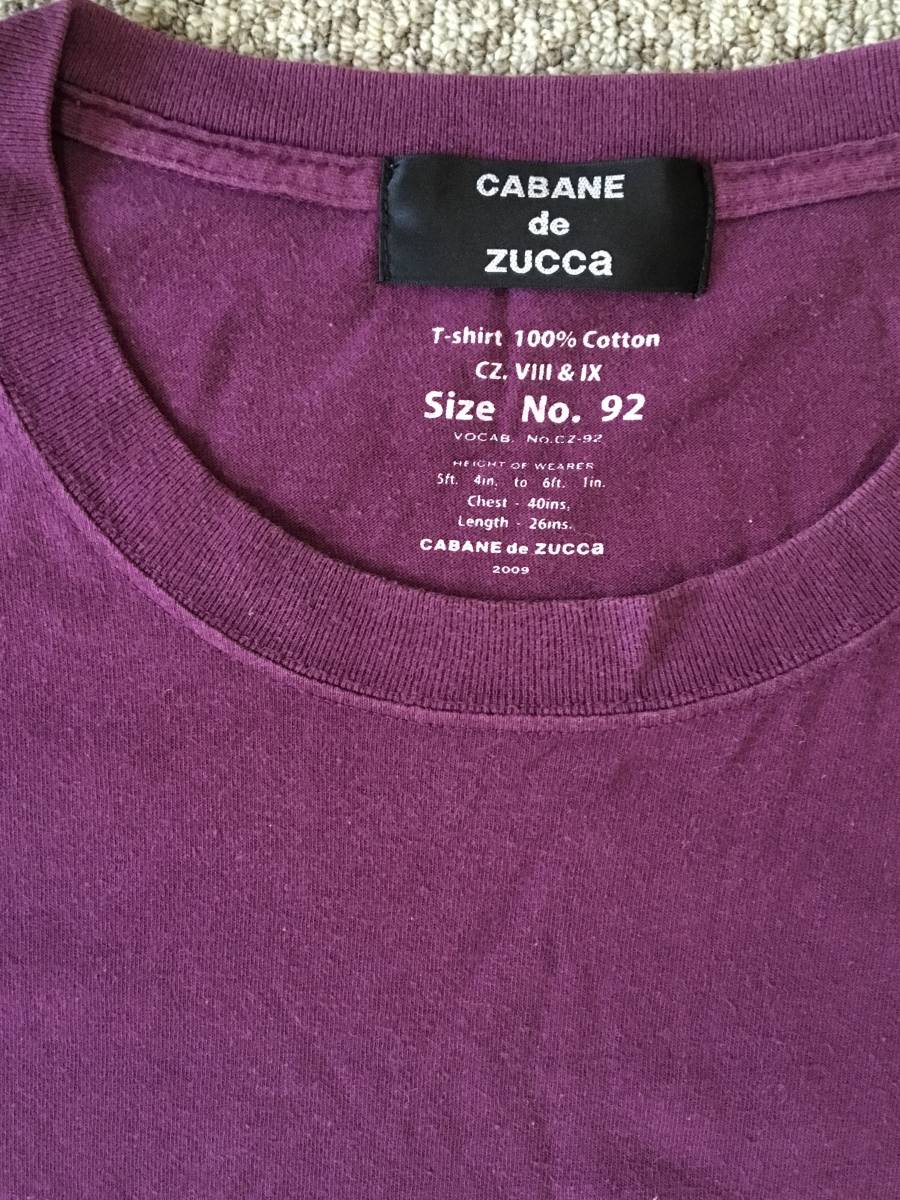 CABANE
de
ZUCCa
T-shirt 100% Cotton
CZ. VIII & IX
Size No. 92
VOCAB. No.CZ-92
HEIGHT OF WEARER
5ft. 4in. to 6ft. 1in.
Chest - 40ins.
Length - 26ins.
CABANE de ZUCCa
2009